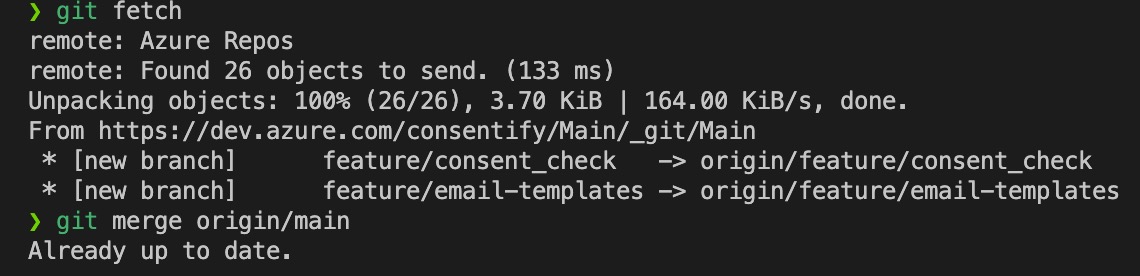 ❯ git fetch
remote: Azure Repos
remote: Found 26 objects to send. (133 ms)
Unpacking objects: 100% (26/26), 3.70 KiB | 164.00 KiB/s, done.
From https://dev.azure.com/consentify/Main/_git/Main
 * [new branch]      feature/consent_check   -> origin/feature/consent_check
 * [new branch]      feature/email-templates -> origin/feature/email-templates
❯ git merge origin/main
Already up to date.